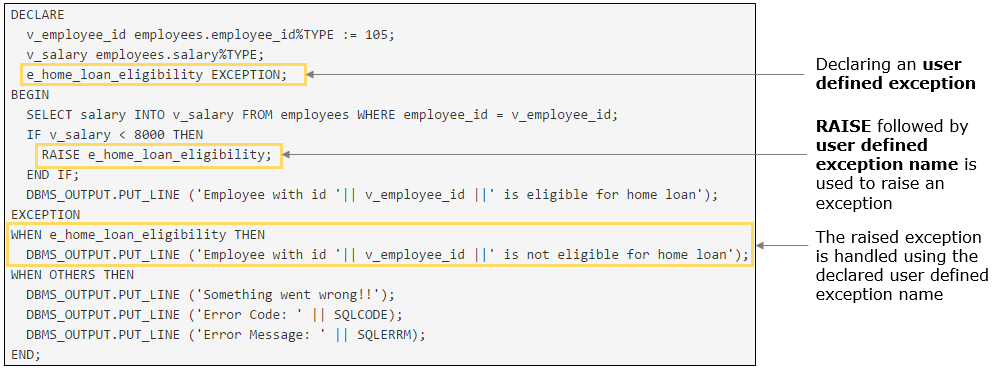 DECLARE
v_employee_id employees.employee_id%TYPE := 105;
v_salary employees.salary%TYPE;
e_home_loan_eligibility EXCEPTION;
BEGIN
SELECT salary INTO v_salary FROM employees WHERE employee_id = v_employee_id;
IF v_salary < 8000 THEN
RAISE e_home_loan_eligibility;
END IF;
DBMS_OUTPUT.PUT_LINE ('Employee with id '|| v_employee_id ||' is eligible for home loan');
EXCEPTION
WHEN e_home_loan_eligibility THEN
DBMS_OUTPUT.PUT_LINE ('Employee with id '|| v_employee_id ||' is not eligible for home loan');
WHEN OTHERS THEN
DBMS_OUTPUT.PUT_LINE ('Something went wrong!!');
DBMS_OUTPUT.PUT_LINE ('Error Code: ' || SQLCODE);
DBMS_OUTPUT.PUT_LINE ('Error Message: ' || SQLERRM);
END;
Declaring an user
defined exception
RAISE followed by
user defined
exception name is
used to raise an
exception
The raised exception
is handled using the
declared user defined
exception name